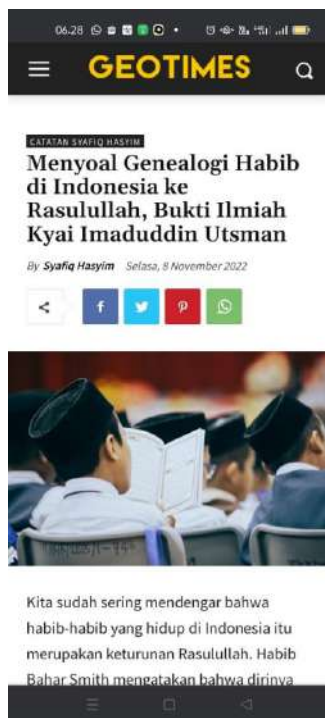 06.28
GEOTIMES
CATATAN SYAFIQ HASYIM
Menyoal Genealogi Habib
di Indonesia ke
Rasulullah, Bukti Ilmiah
Kyai Imaduddin Utsman
By Syafiq Hasyim Selasa, 8 November 2022
Kita sudah sering mendengar bahwa
habib-habib yang hidup di Indonesia itu
merupakan keturunan Rasulullah. Habib
Bahar Smith mengatakan bahwa dirinya